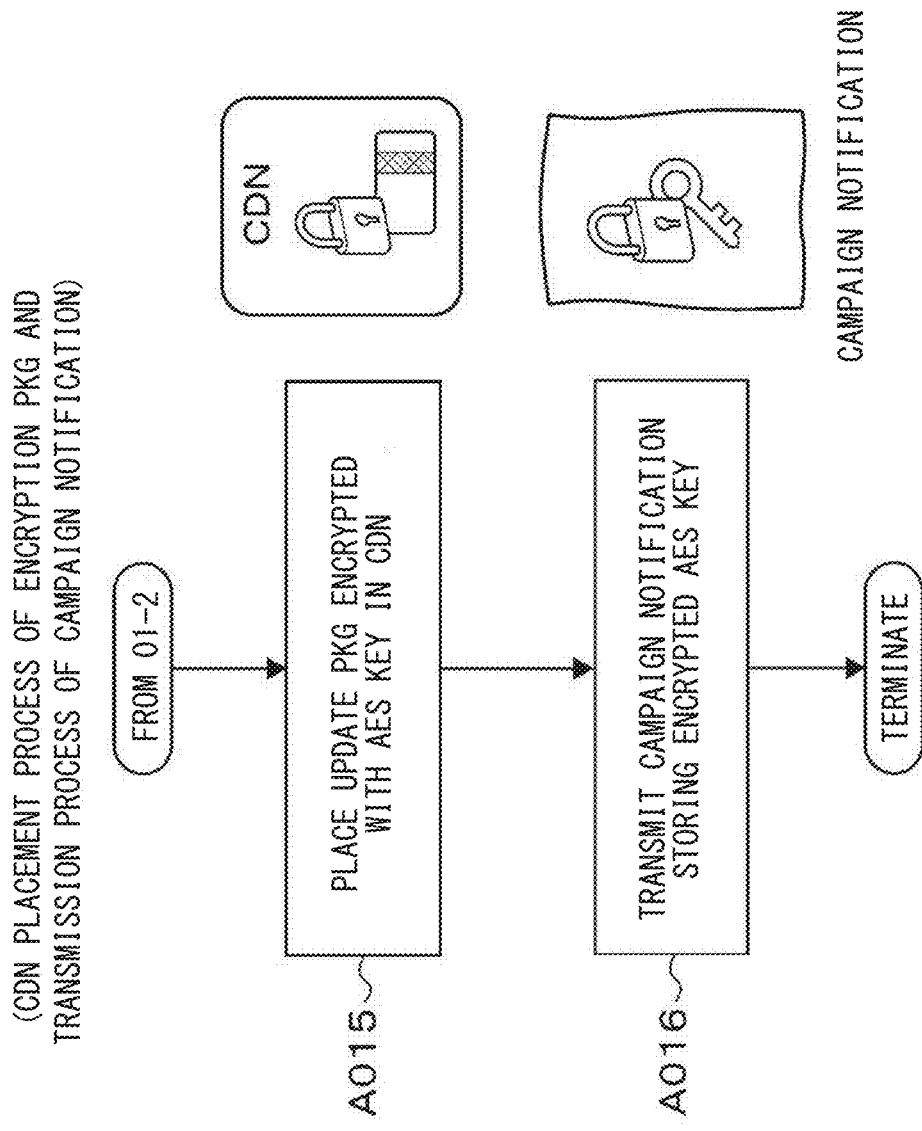 (CDN PLACEMENT PROCESS OF ENCRYPTION PKG AND
TRANSMISSION PROCESS OF CAMPAIGN NOTIFICATION)
FROM 01-2
A015
PLACE UPDATE PKG ENCRYPTED
WITH AES KEY IN CDN
CDN
A016
TRANSMIT CAMPAIGN NOTIFICATION
STORING ENCRYPTED AES KEY
CAMPAIGN NOTIFICATION
TERMINATE